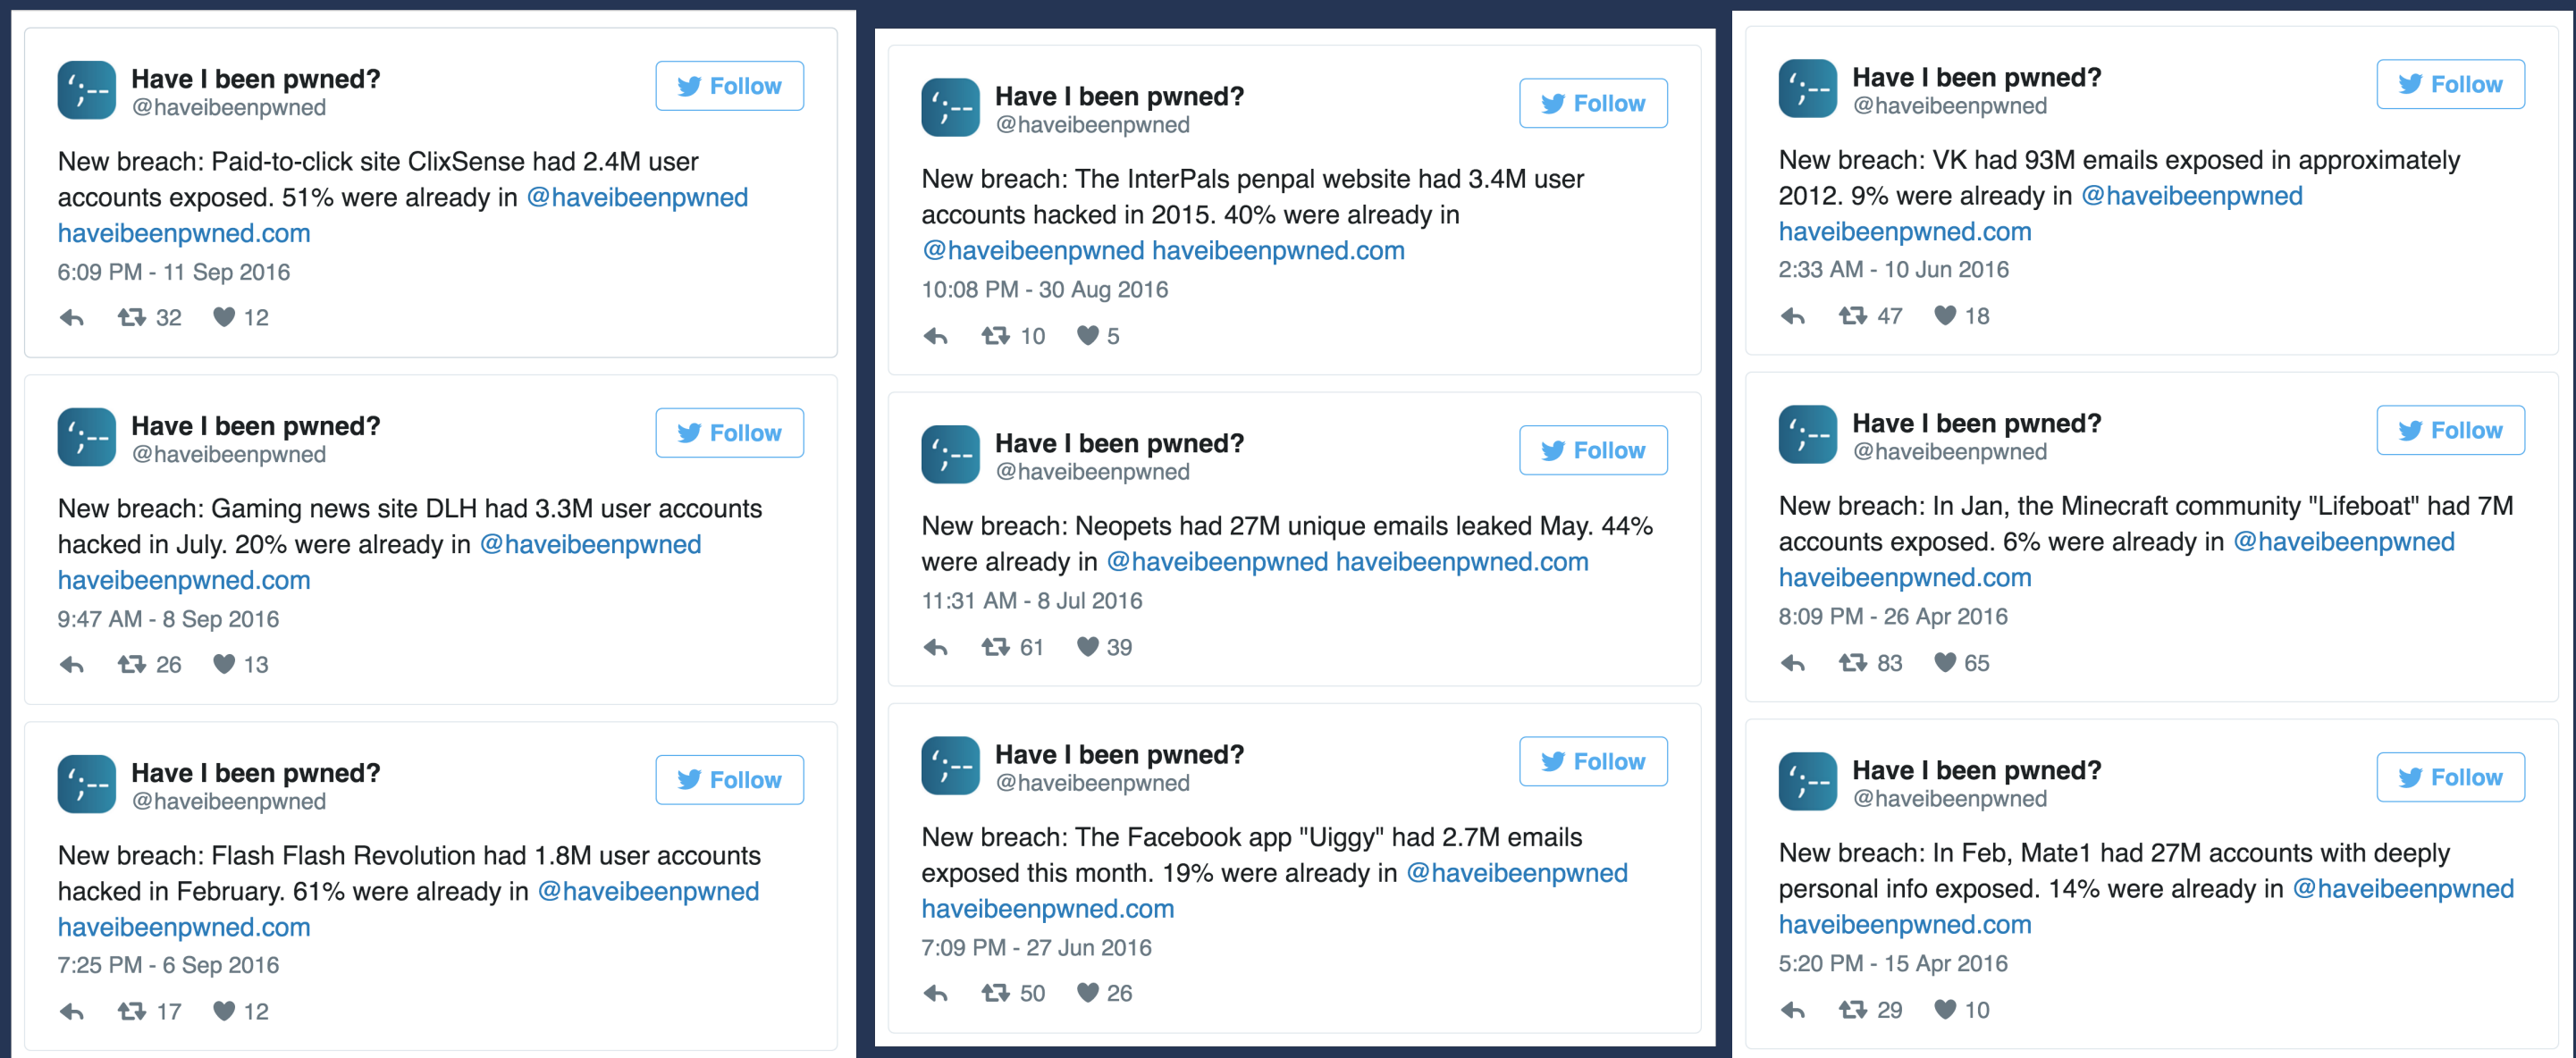 Have I been pwned?
@haveibeenpwned
Follow
New breach: Paid-to-click site ClixSense had 2.4M user
accounts exposed. 51% were already in @haveibeenpwned
haveibeenpwned.com
6:09 PM - 11 Sep 2016
32 12
Have I been pwned?
@haveibeenpwned
Follow
New breach: Gaming news site DLH had 3.3M user accounts
hacked in July. 20% were already in @haveibeenpwned
haveibeenpwned.com
9:47 AM - 8 Sep 2016
26 13
Have I been pwned?
@haveibeenpwned
Follow
New breach: Flash Flash Revolution had 1.8M user accounts
hacked in February. 61% were already in @haveibeenpwned
haveibeenpwned.com
7:25 PM - 6 Sep 2016
17 12
Have I been pwned?
@haveibeenpwned
Follow
New breach: The InterPals penpal website had 3.4M user
accounts hacked in 2015. 40% were already in
@haveibeenpwned haveibeenpwned.com
10:08 PM - 30 Aug 2016
10 5
Have I been pwned?
@haveibeenpwned
Follow
New breach: Neopets had 27M unique emails leaked May. 44%
were already in @haveibeenpwned haveibeenpwned.com
11:31 AM - 8 Jul 2016
61 39
Have I been pwned?
@haveibeenpwned
Follow
New breach: The Facebook app "Uiggy" had 2.7M emails
exposed this month. 19% were already in @haveibeenpwned
haveibeenpwned.com
7:09 PM - 27 Jun 2016
50 26
Have I been pwned?
@haveibeenpwned
Follow
New breach: VK had 93M emails exposed in approximately
2012. 9% were already in @haveibeenpwned
haveibeenpwned.com
2:33 AM - 10 Jun 2016
47 18
Have I been pwned?
@haveibeenpwned
Follow
New breach: In Jan, the Minecraft community "Lifeboat" had 7M
accounts exposed. 6% were already in @haveibeenpwned
haveibeenpwned.com
8:09 PM - 26 Apr 2016
83 65
Have I been pwned?
@haveibeenpwned
Follow
New breach: In Feb, Mate1 had 27M accounts with deeply
personal info exposed. 14% were already in @haveibeenpwned
haveibeenpwned.com
5:20 PM - 15 Apr 2016
29 10